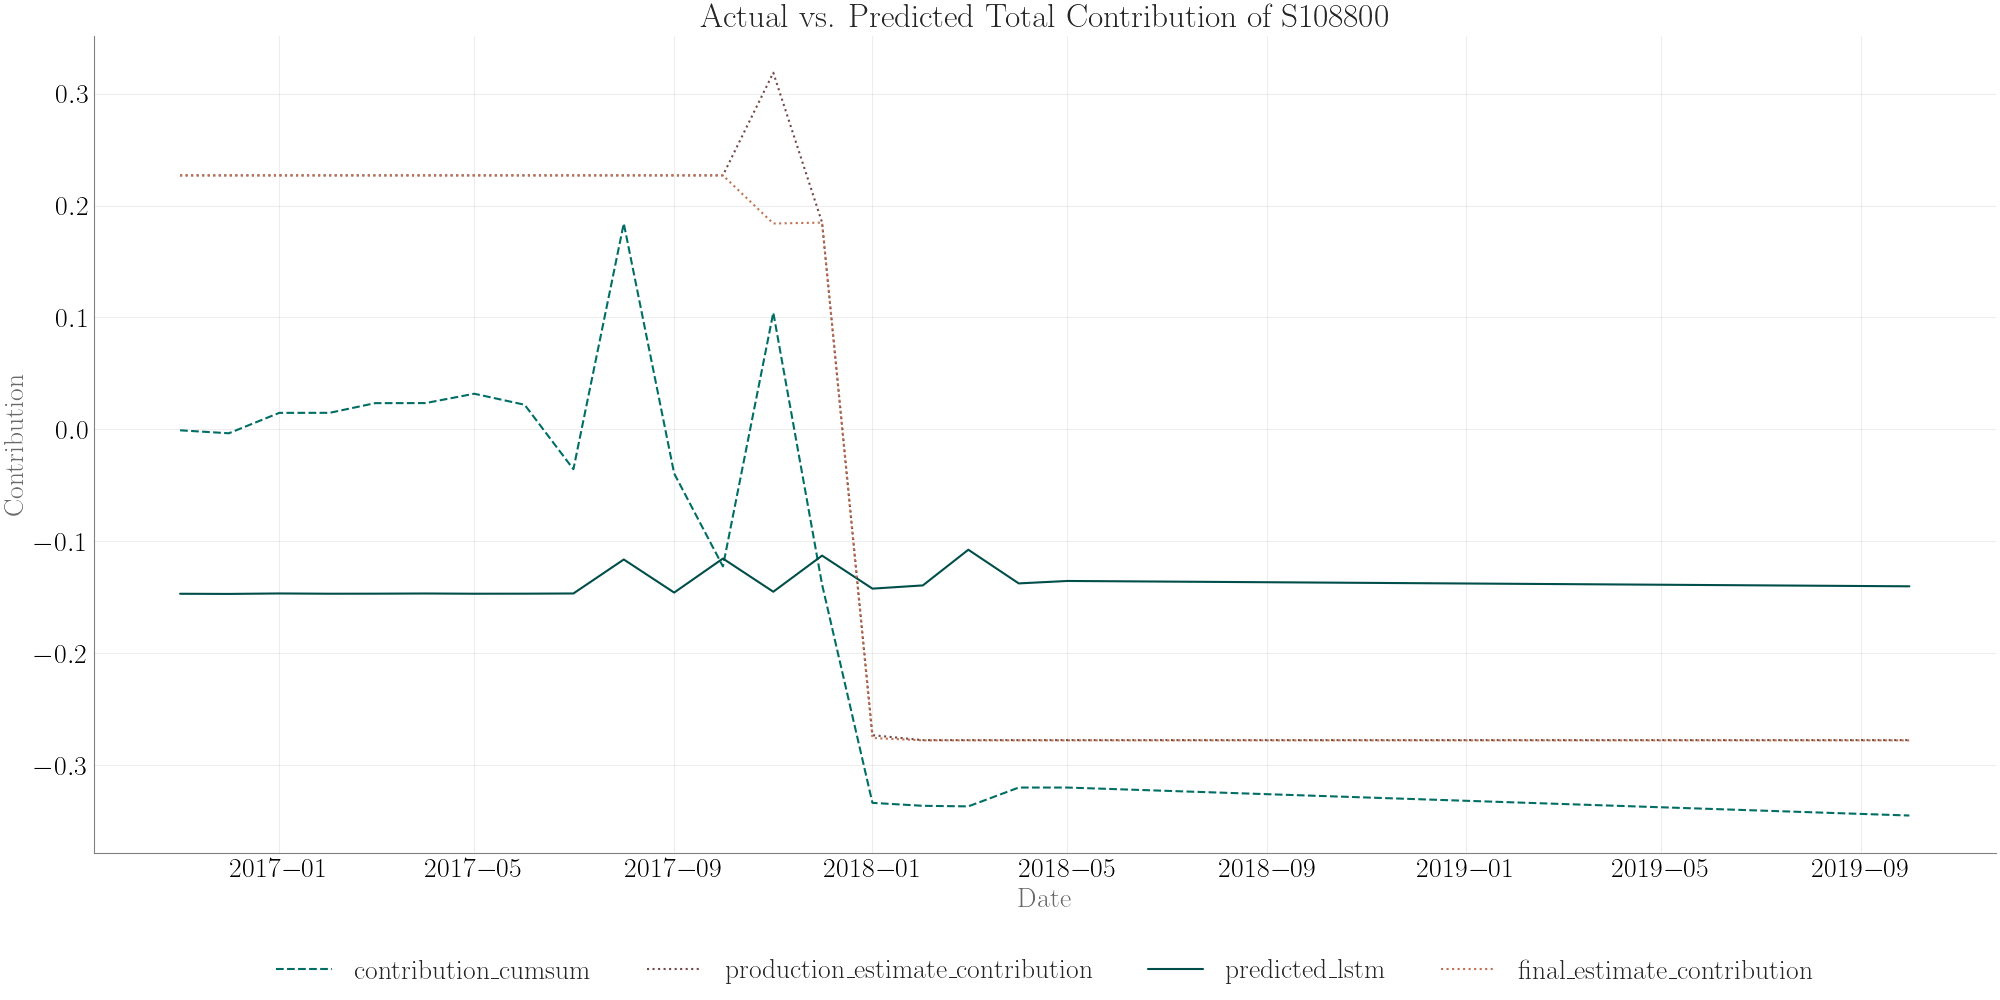 Actual vs. Predicted Total Contribution of S108800
Contribution
0.3
0.2
0.1
0.0
−0.1
−0.2
−0.3
2017−01 2017−05 2017−09 2018−01 2018−05 2018−09 2019−01 2019−05 2019−09
Date
contribution_cumsum production_estimate_contribution predicted_lstm final_estimate_contribution